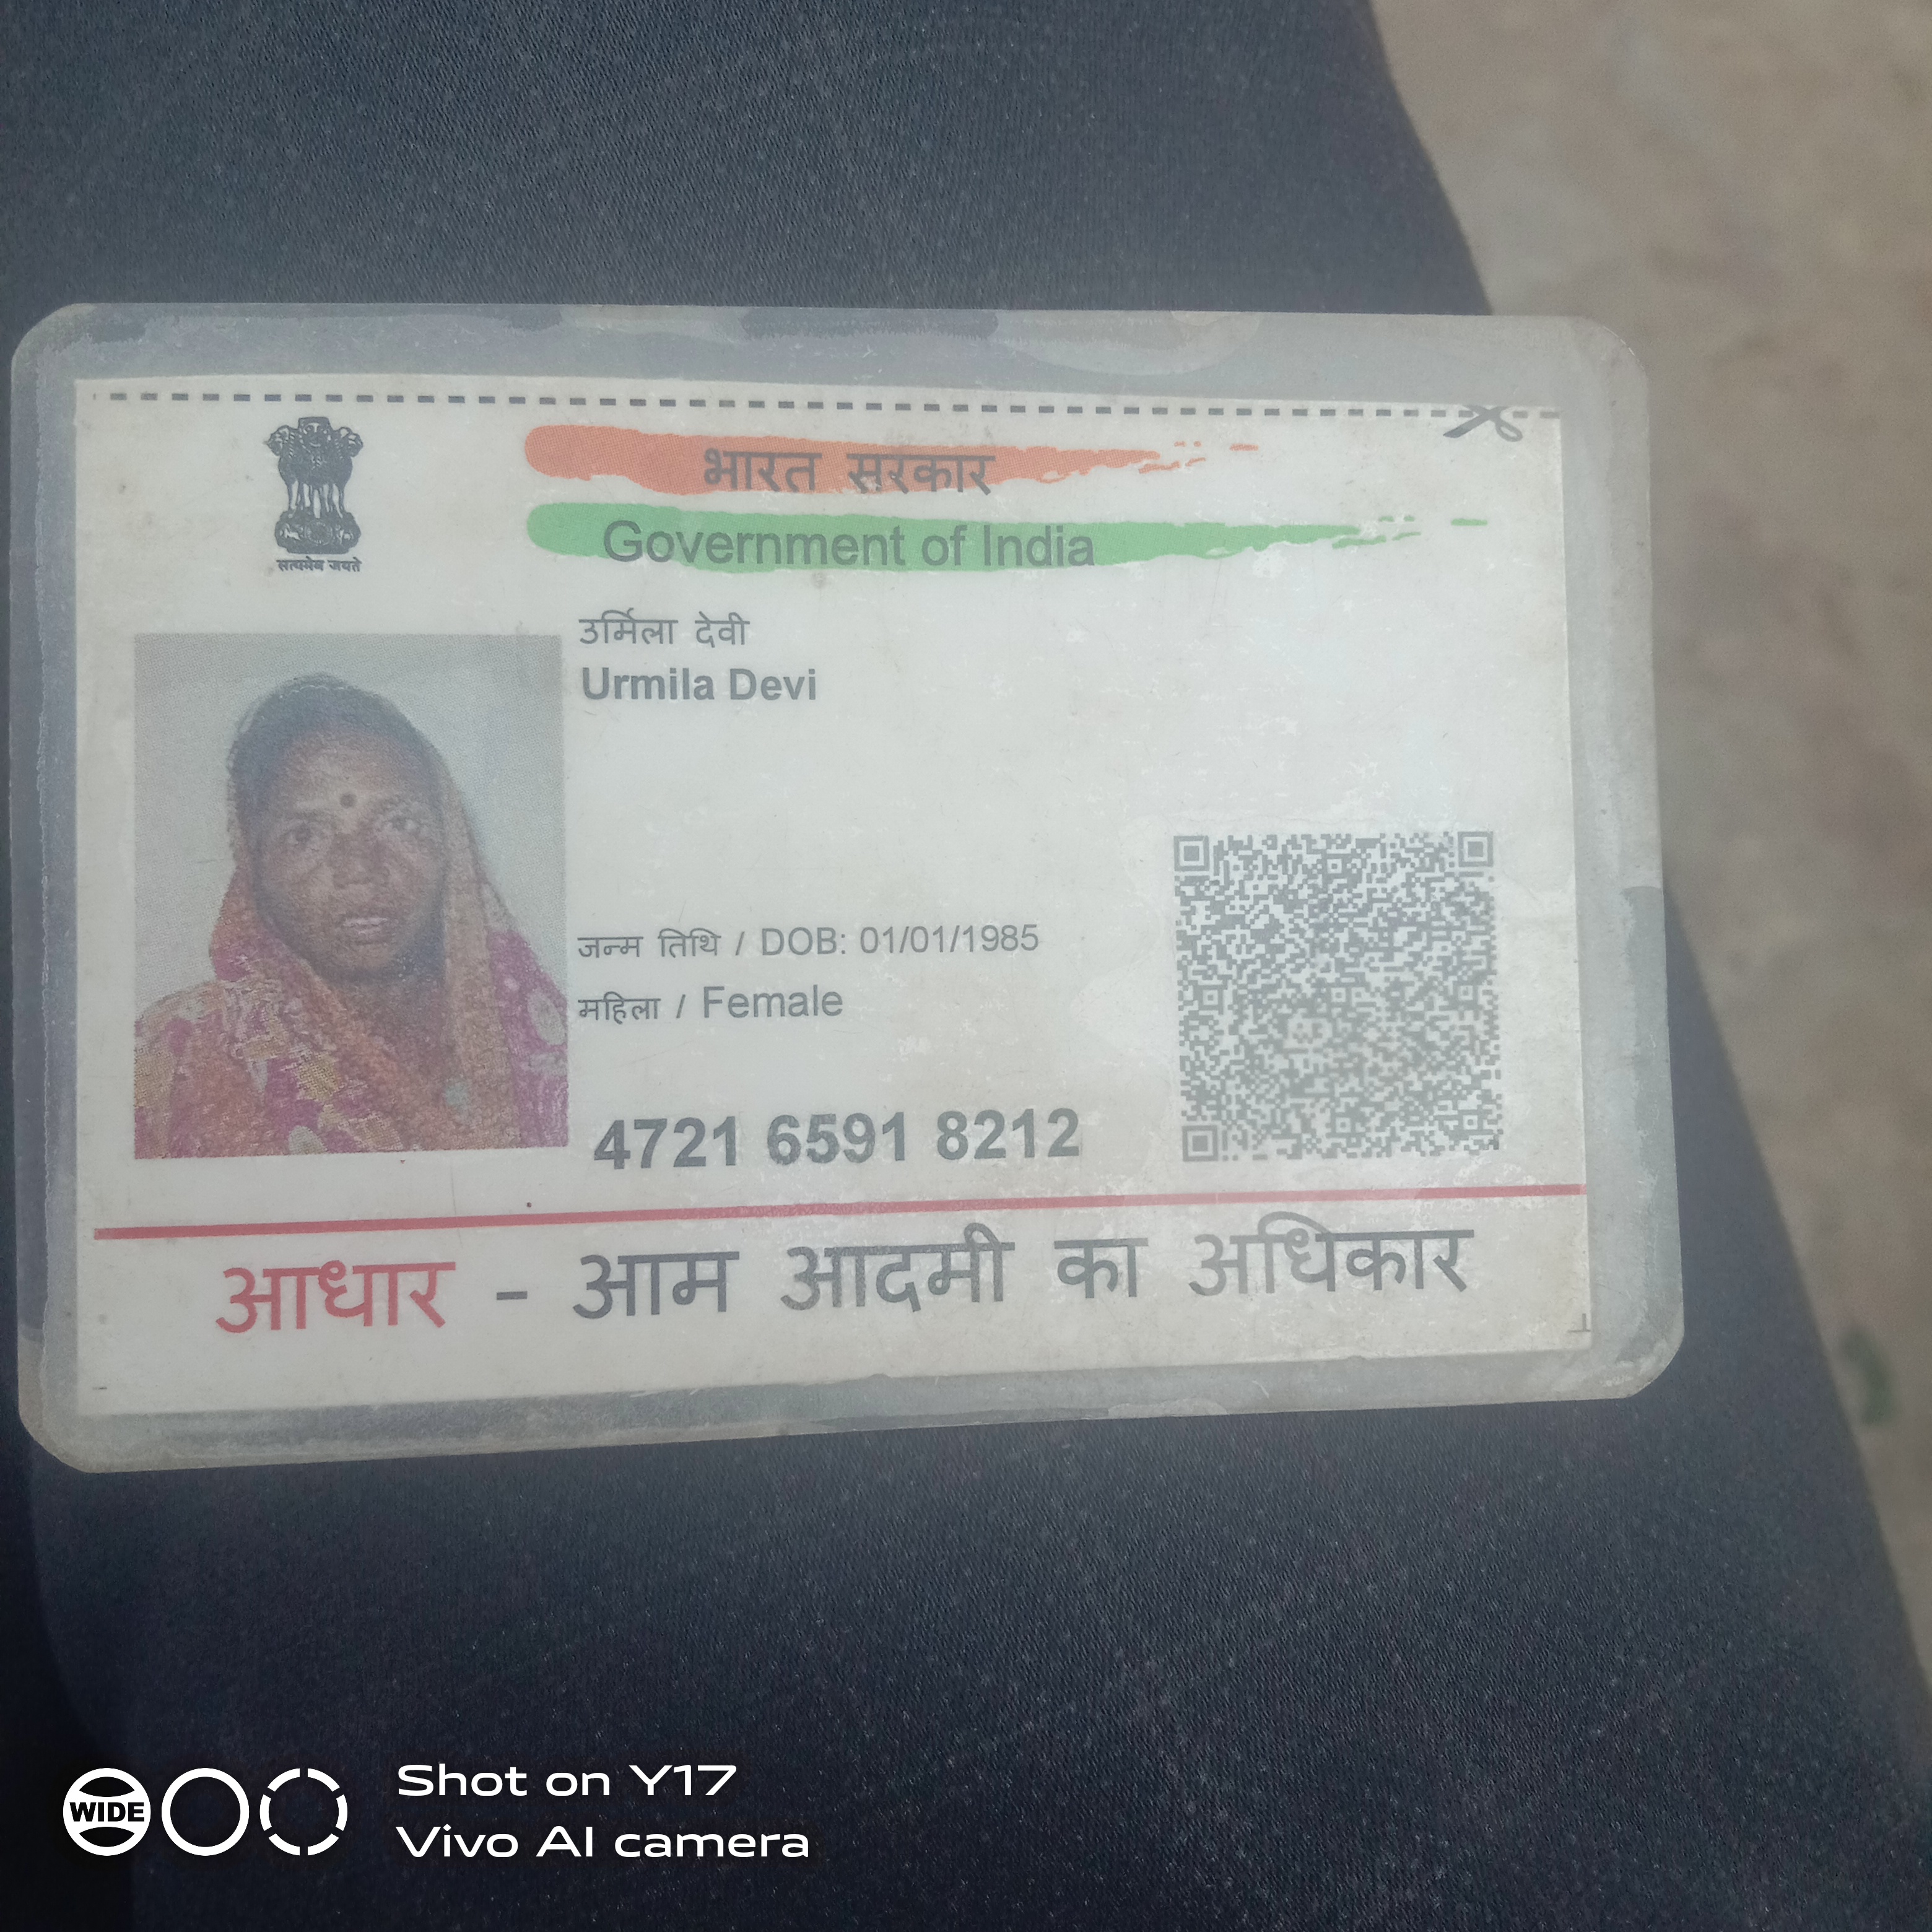 सत्यमेव जयते
भारत सरकार
Government of India
उर्मिला देवी
Urmila Devi
जन्म तिथि / DOB: 01/01/1985
महिला / Female
4721 6591 8212
आधार - आम आदमी का अधिकार
WIDE
Shot on Y17
Vivo AI camera